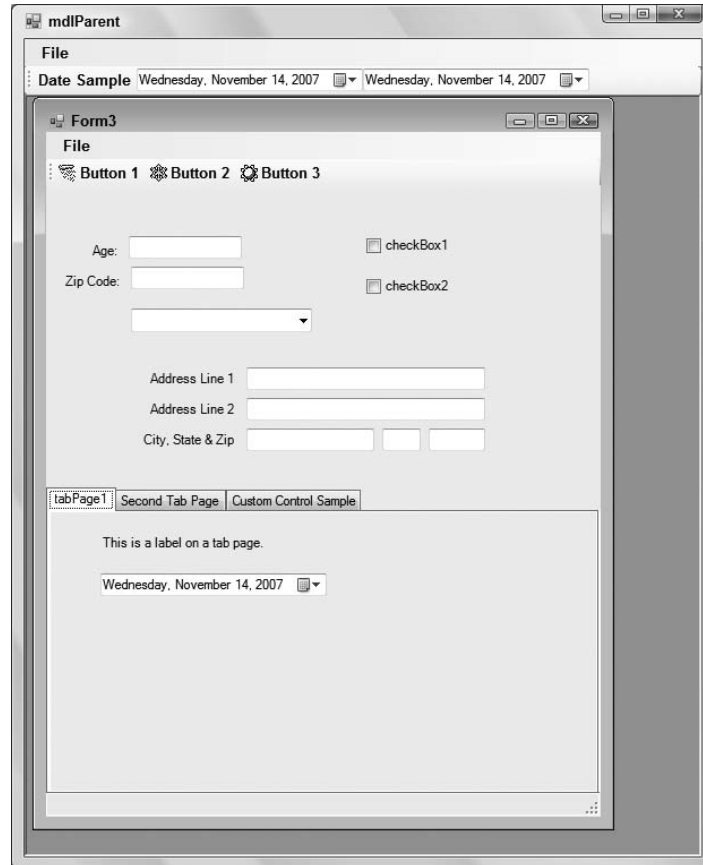 mdlParent
File
Date Sample Wednesday, November 14, 2007 Wednesday, November 14, 2007
Form3
File
Button 1 Button 2 Button 3
Age:
checkBox1
Zip Code:
checkBox2
Address Line 1
Address Line 2
City, State & Zip
tabPage1 Second Tab Page Custom Control Sample
This is a label on a tab page.
Wednesday, November 14, 2007